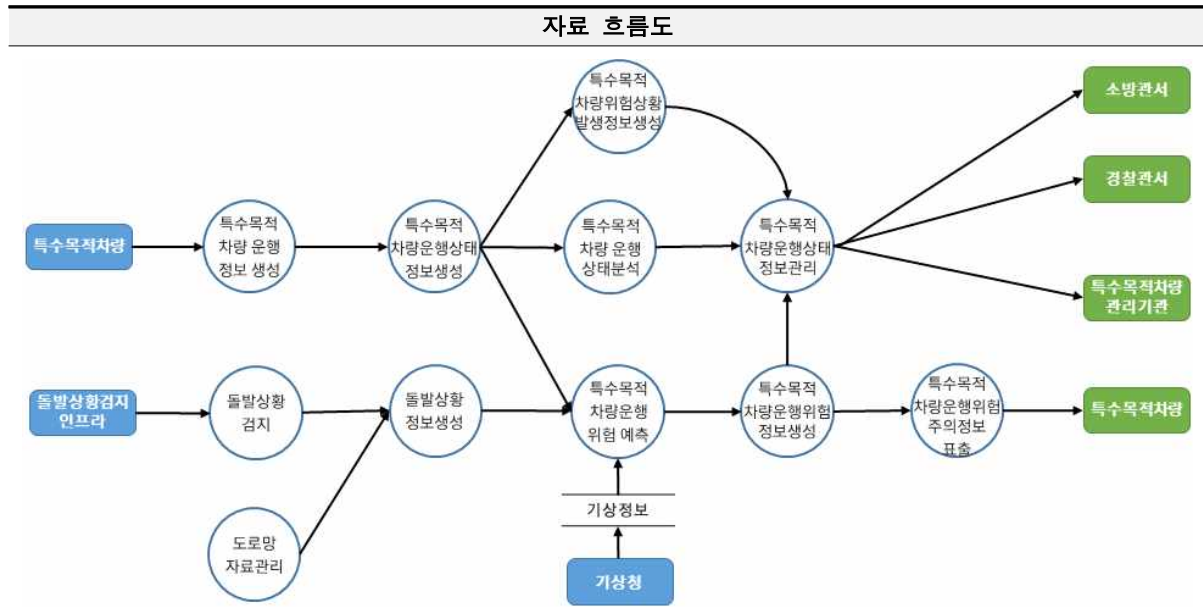 자료 흐름도
특수목적
차량위험상황
발생정보생성
소방관서
경찰관서
특수목적차량
특수목적
차량 운행
정보 생성
특수목적
차량운행상태
정보생성
특수목적
차량 운행
상태분석
특수목적
차량운행상태
정보관리
특수목적차량
관리기관
돌발상황검지
인프라
돌발상황
검지
돌발상황
정보생성
특수목적
차량운행
위험 예측
특수목적
차량운행위험
정보생성
특수목적
차량운행위험
주의정보
표출
특수목적차량
도로망
자료관리
기상정보
기상청